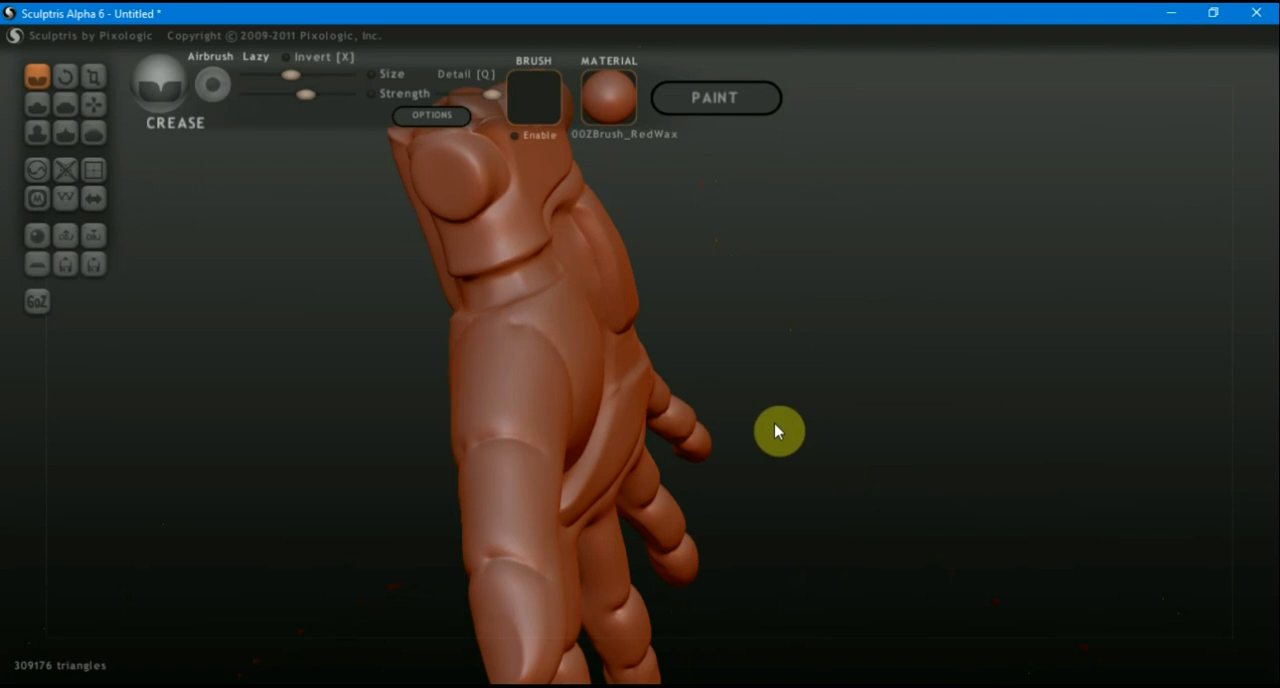 Sculptris Alpha 6 - Untitled *
Sculptris by Pixologic Copyright © 2009-2011 Pixologic, Inc.
Airbrush Lazy Invert [X]
Size Detail [Q]
Strength
OPTIONS
CREASE
BRUSH
Enable
MATERIAL
00ZBrush_RedWax
PAINT
GoZ
309176 triangles